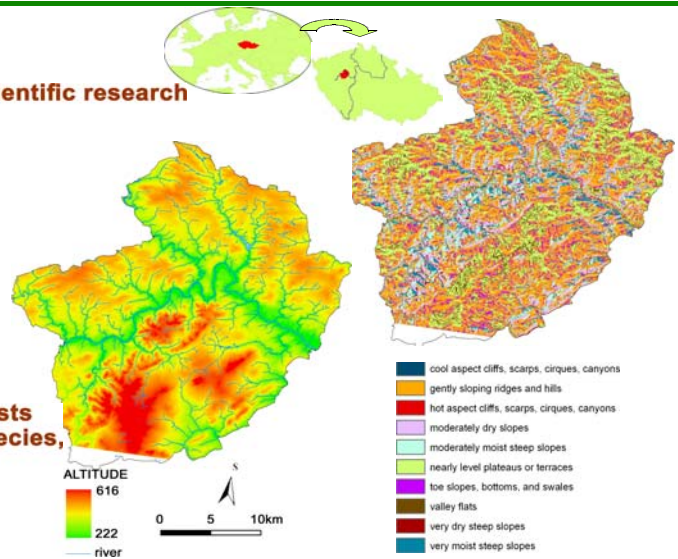 entific research
sts
ecies,
ALTITUDE
616
222
river
S
0 5 10km
cool aspect cliffs, scarps, cirques, canyons
gently sloping ridges and hills
hot aspect cliffs, scarps, cirques, canyons
moderately dry slopes
moderately moist steep slopes
nearly level plateaus or terraces
toe slopes, bottoms, and swales
valley flats
very dry steep slopes
very moist steep slopes